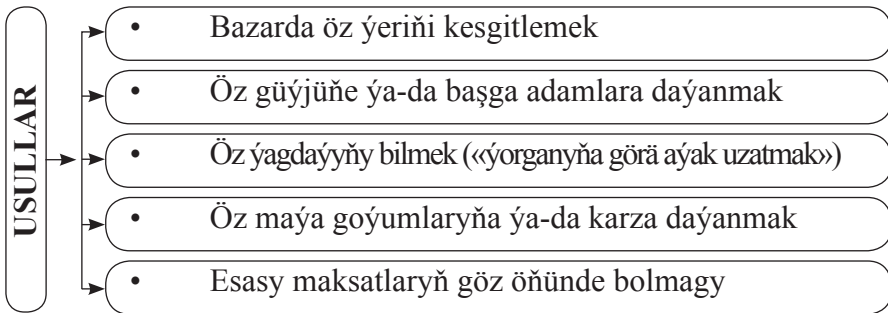 USULLAR
• Bazarda öz ýeriňi kesgitlemek
• Öz güýjüňe ýa-da başga adamlara daýanmak
• Öz ýagdaýyňy bilmek («ýorganyňa görä aýak uzatmak»)
• Öz maýa goýumlaryňa ýa-da karza daýanmak
• Esasy maksatlaryň göz öňünde bolmagy